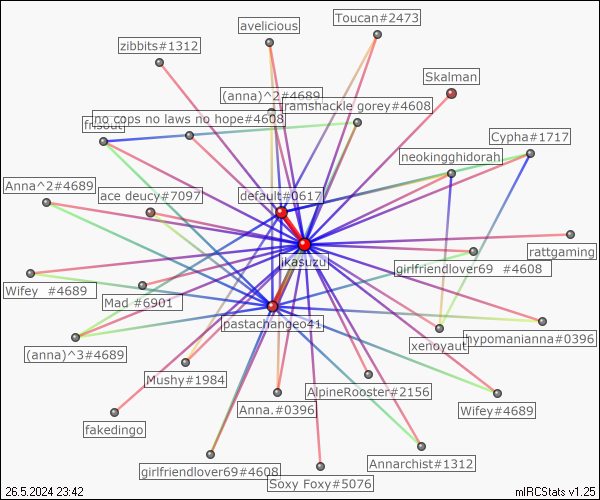 Toucan#2473
avelicious
zibbits#1312
Skalman
(anna)^2#4689
ramshackle gorey#4608
no cops no laws no hope#4608
Cypha#1717
neokingghidorah
Anna^2#4689
ace deucy#7097
default#0617
ikasuzu
rattgaming
girlfriendlover69 #4608
Wifey #4689
Mad #6901
pastachangeo41
hypomanianna#0396
xenoyaut
(anna)^3#4689
Mushy#1984
AlpineRooster#2156
Anna.#0396
Wifey#4689
fakedingo
Annarchist#1312
girlfriendlover69#4608
Soxy Foxy#5076
26.5.2024 23:42
mIRCStats v1.25